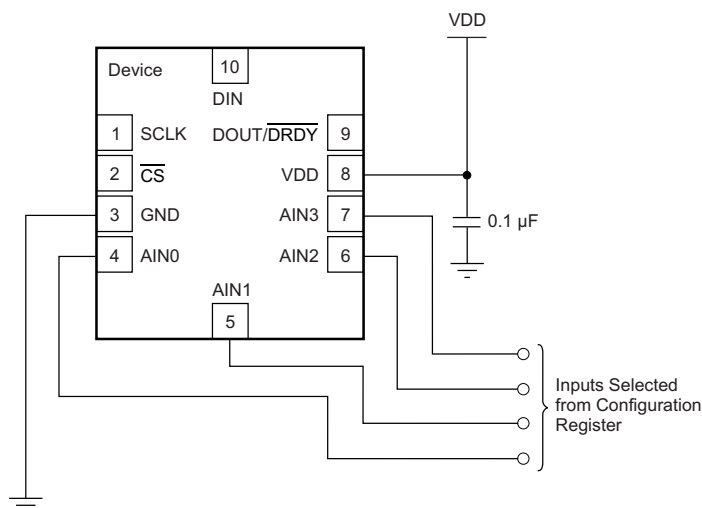 VDD
Device
10
DIN
1 SCLK DOUT/DRDY 9
2 CS VDD 8
3 GND AIN3 7
0.1 µF
4 AIN0 AIN2 6
AIN1
5
Inputs Selected
from Configuration
Register